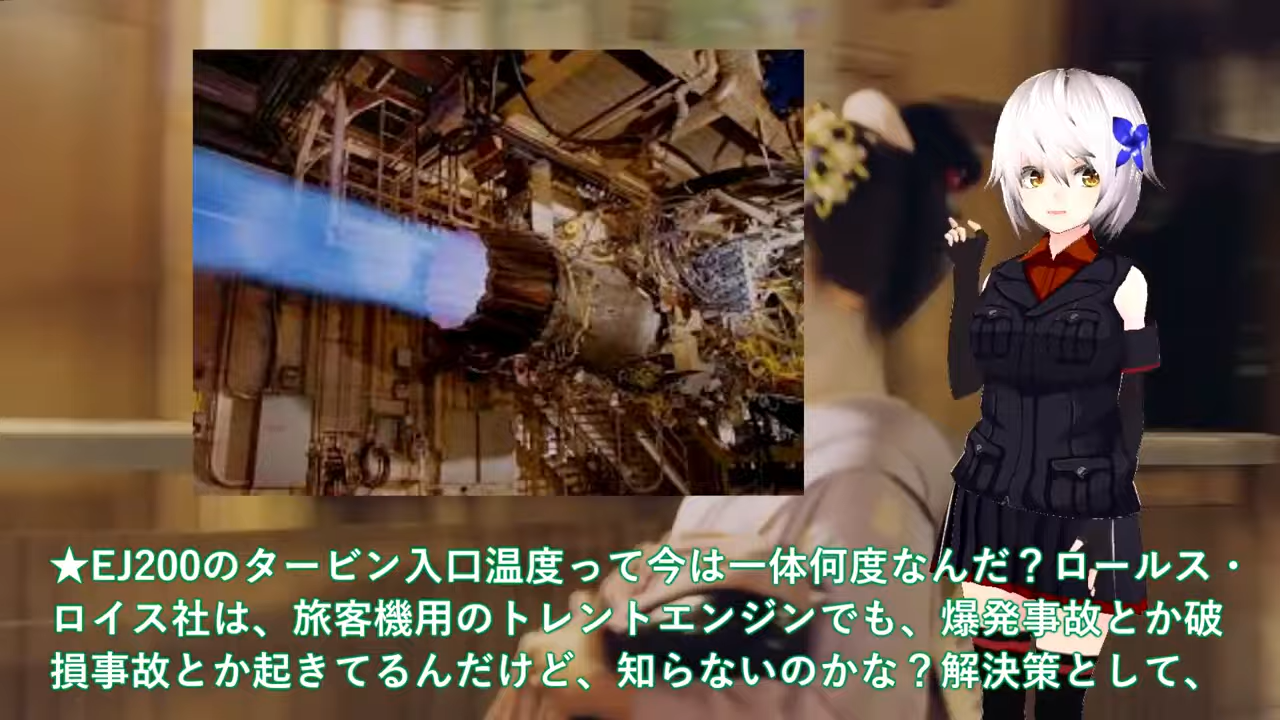 ★EJ200のタービン入口温度って今は一体何度なんだ？ロールス・
ロイス社は、旅客機用のトレントエンジンでも、爆発事故とか破
損事故とか起きてるんだけど、知らないのかな？解決策として、